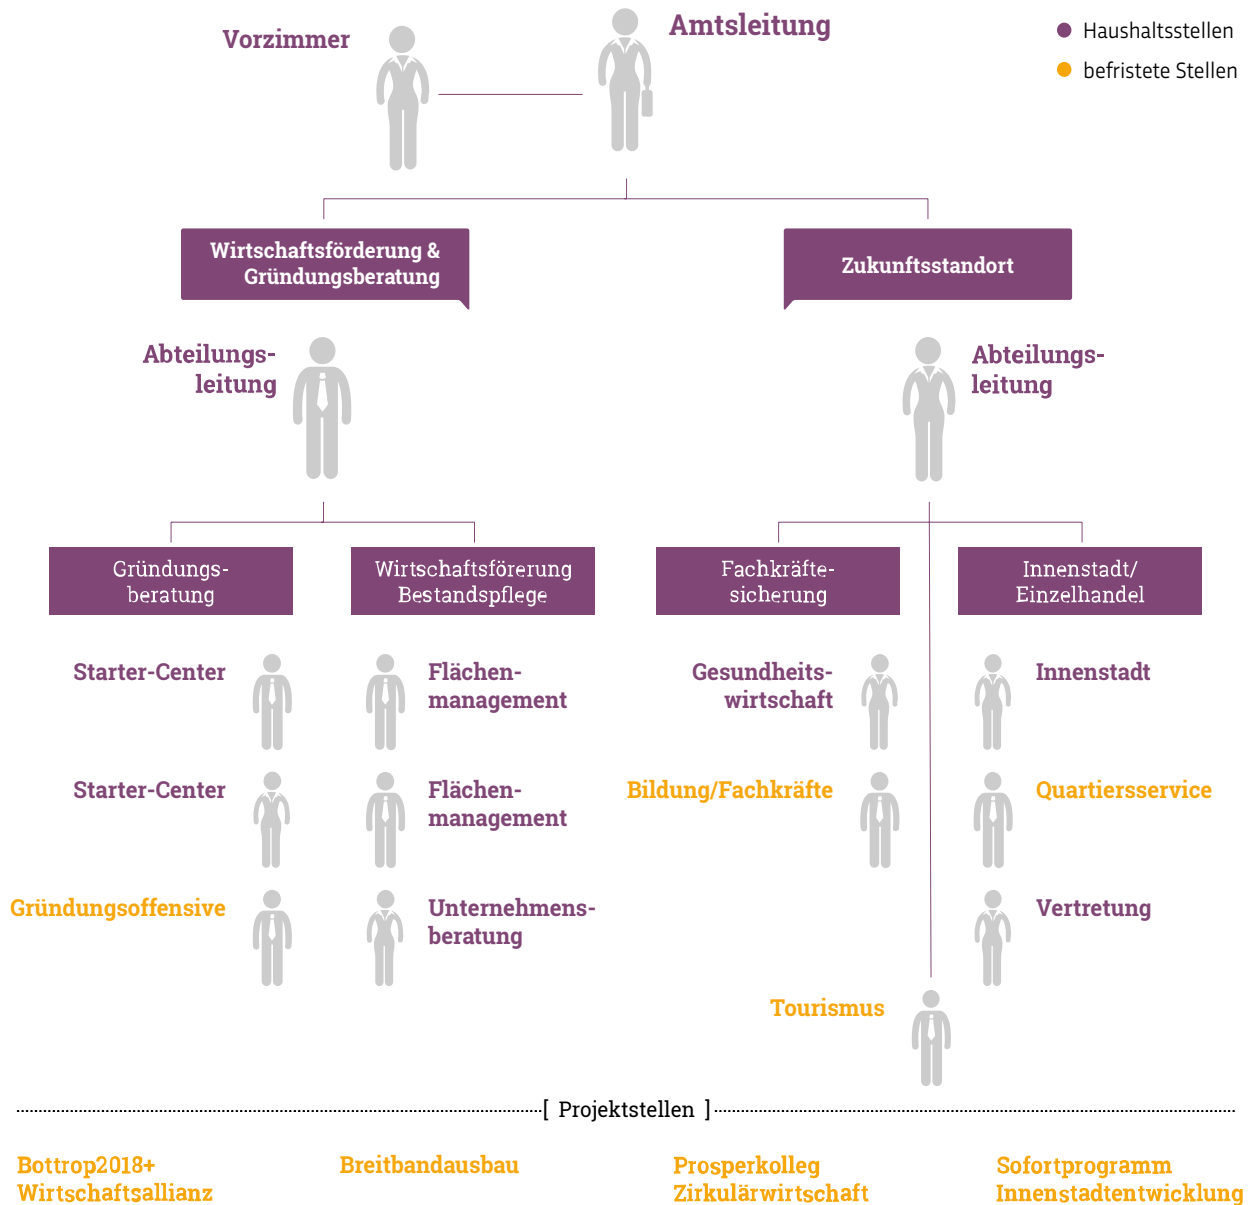 Vorzimmer
Amtsleitung
Haushaltsstellen
befristete Stellen
Wirtschaftsförderung &
Gründungsberatung
Zukunftsstandort
Abteilungs-
leitung
Abteilungs-
leitung
Gründungs-
beratung
Wirtschaftsförerung
Bestandspflege
Fachkräfte-
sicherung
Innenstadt/
Einzelhandel
Starter-Center
Flächen-
management
Gesundheits-
wirtschaft
Innenstadt
Starter-Center
Flächen-
management
Bildung/Fachkräfte
Quartiersservice
Gründungsoffensive
Unternehmens-
beratung
Vertretung
Tourismus
[ Projektstellen ]
Bottrop2018+
Wirtschaftsallianz
Breitbandausbau
Prosperkolleg
Zirkulärwirtschaft
Sofortprogramm
Innenstadtentwicklung